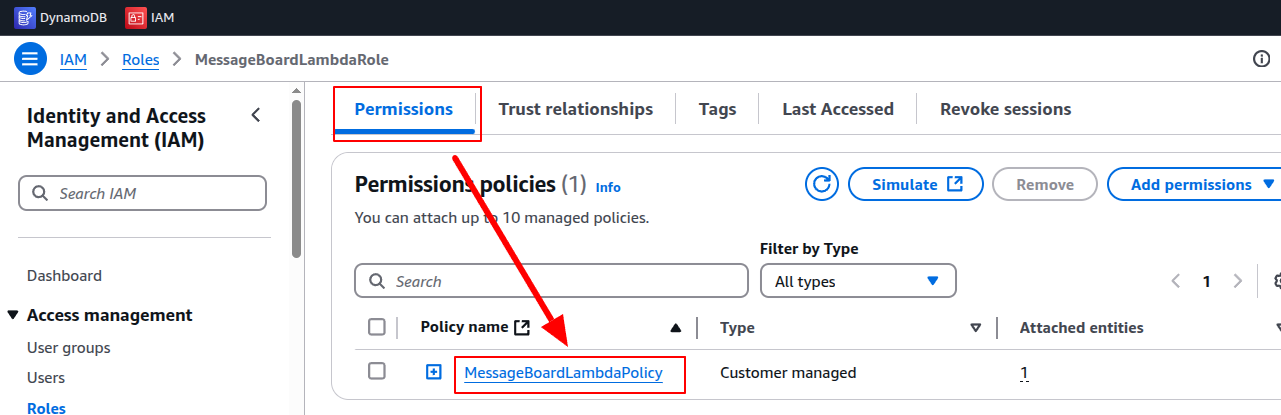 DynamoDB IAM
IAM > Roles > MessageBoardLambdaRole
Identity and Access
Management (IAM)
Search IAM
Dashboard
Access management
User groups
Users
Roles
Permissions Trust relationships Tags Last Accessed Revoke sessions
Permissions policies (1) Info
Simulate Remove Add permissions
You can attach up to 10 managed policies.
Filter by Type
Search All types 1
Policy name Type Attached entities
MessageBoardLambdaPolicy Customer managed 1